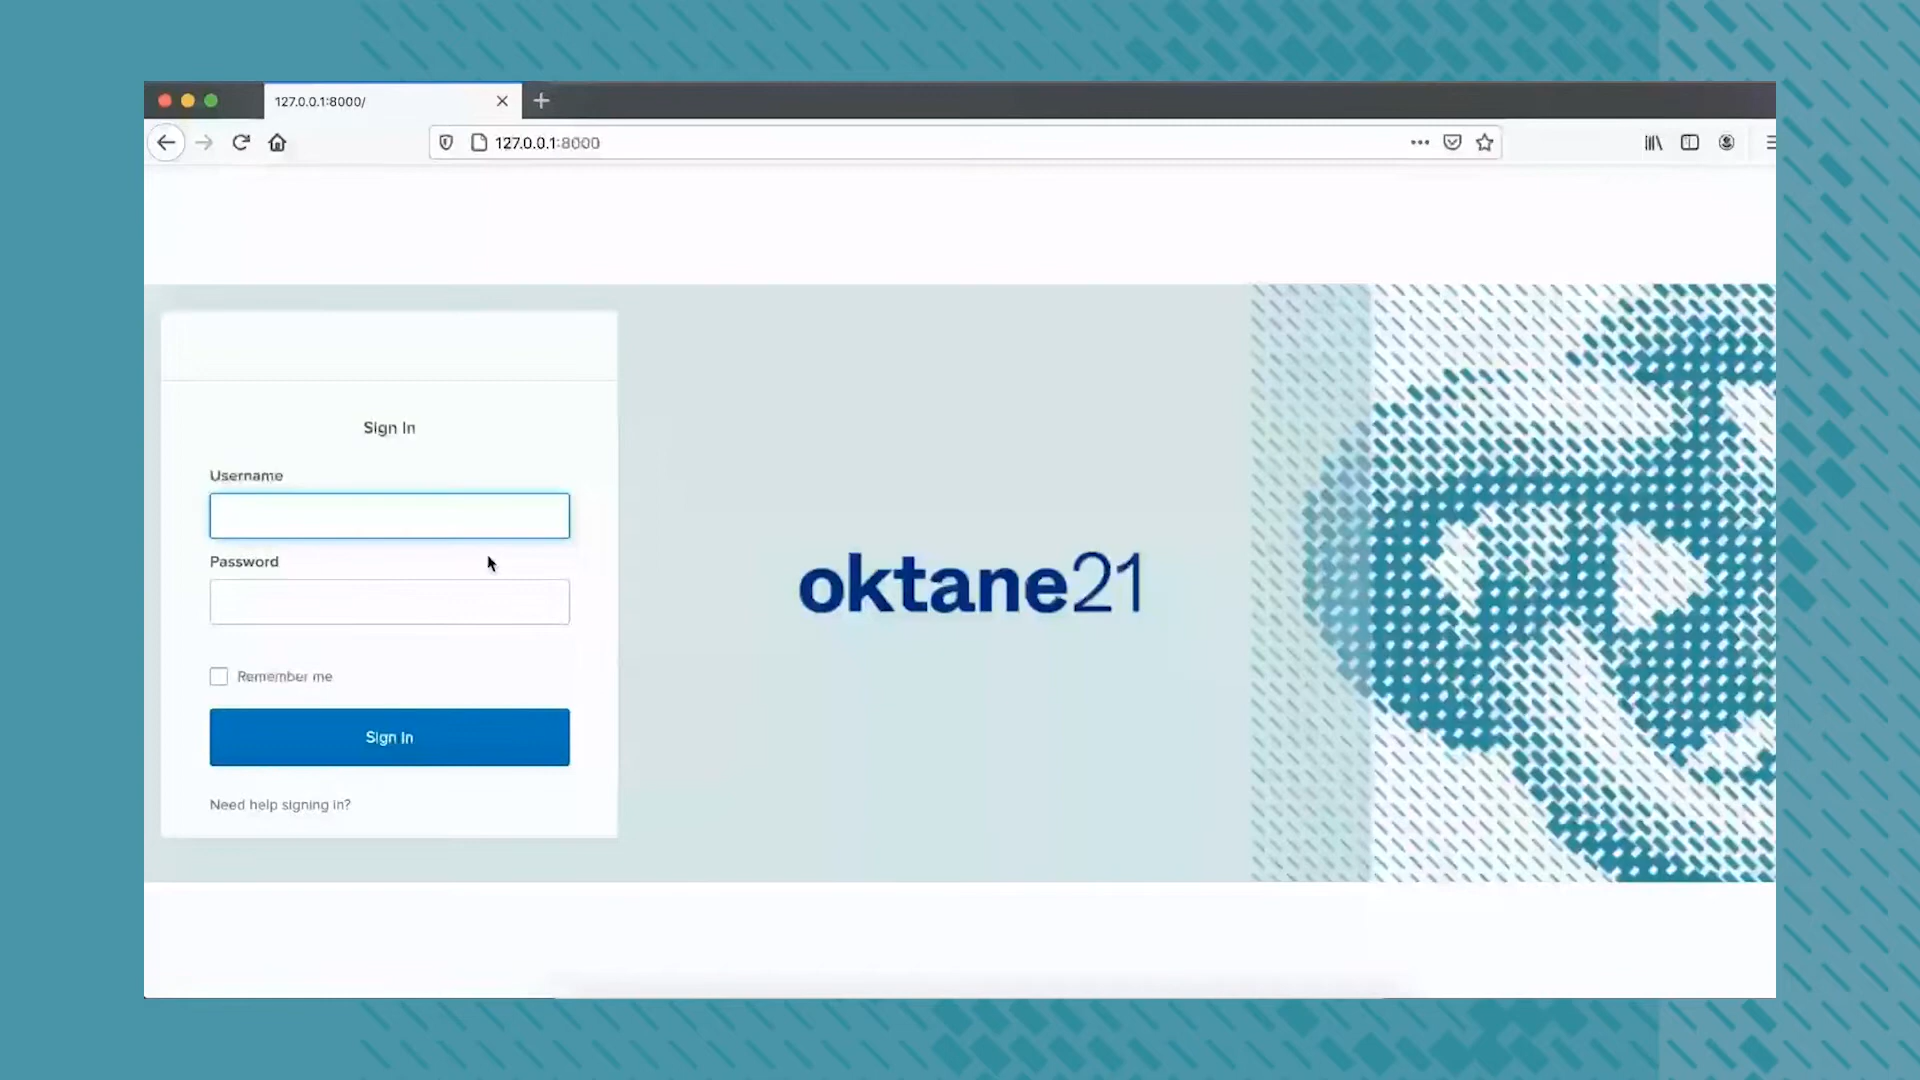 127.0.0.1:8000/
127.0.0.1:8000
Sign In
Username
Password
Remember me
Sign In
Need help signing in?
oktane21